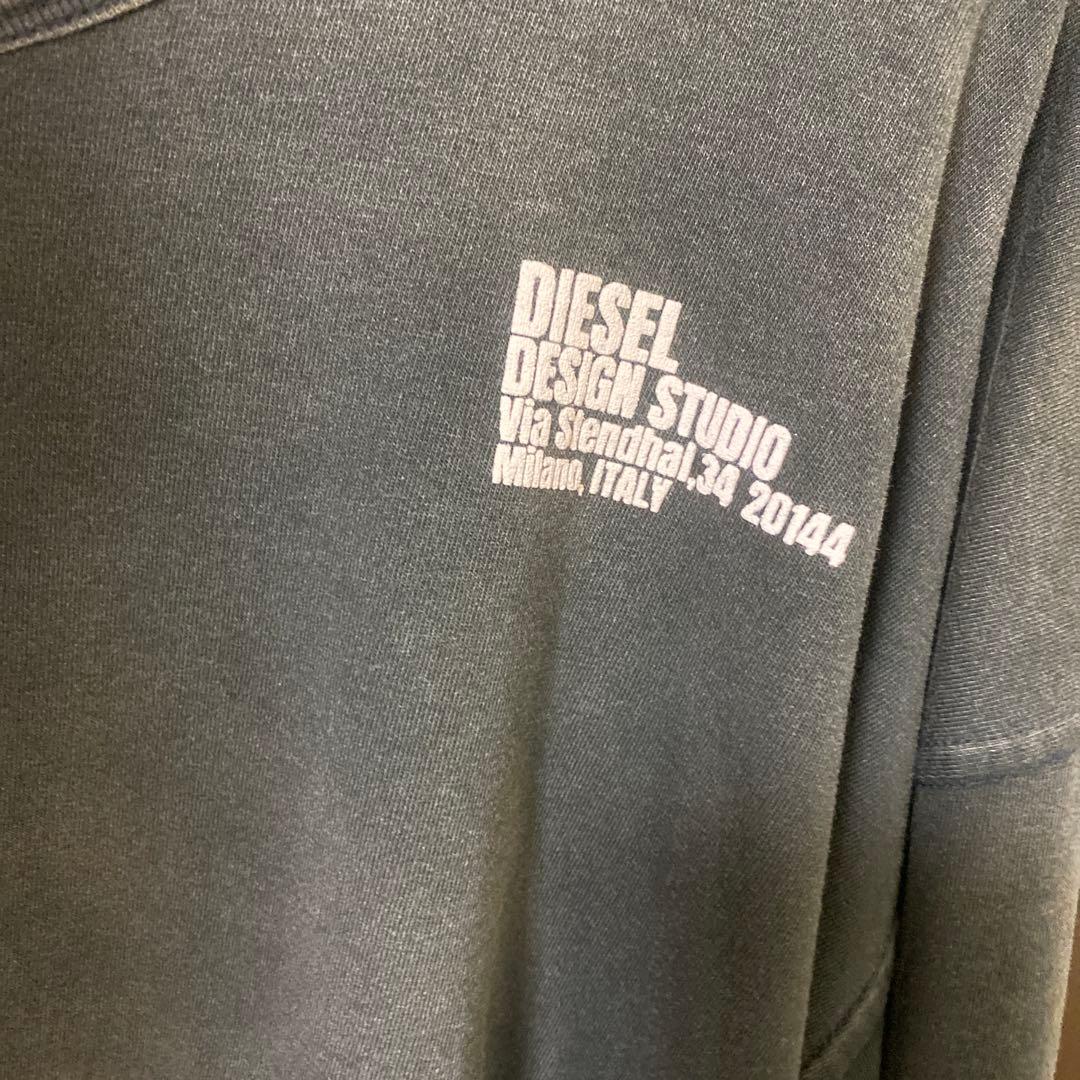 DIESEL
DESIGN STUDIO
Via Stendhal,34 20144
Milano, ITALY